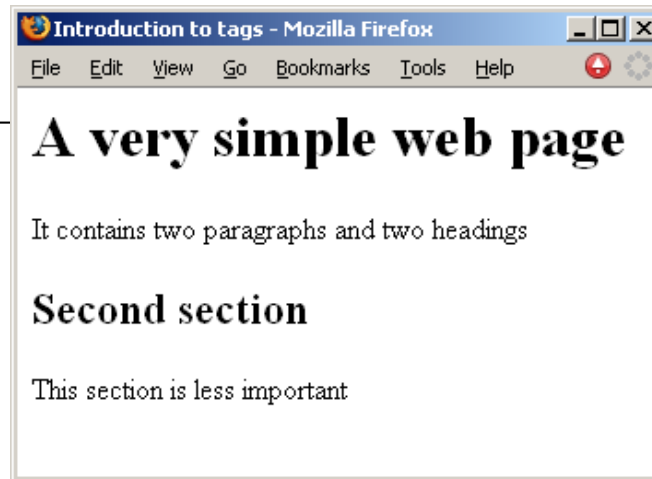 Introduction to tags - Mozilla Firefox
File Edit View Go Bookmarks Tools Help
A very simple web page
It contains two paragraphs and two headings
Second section
This section is less important